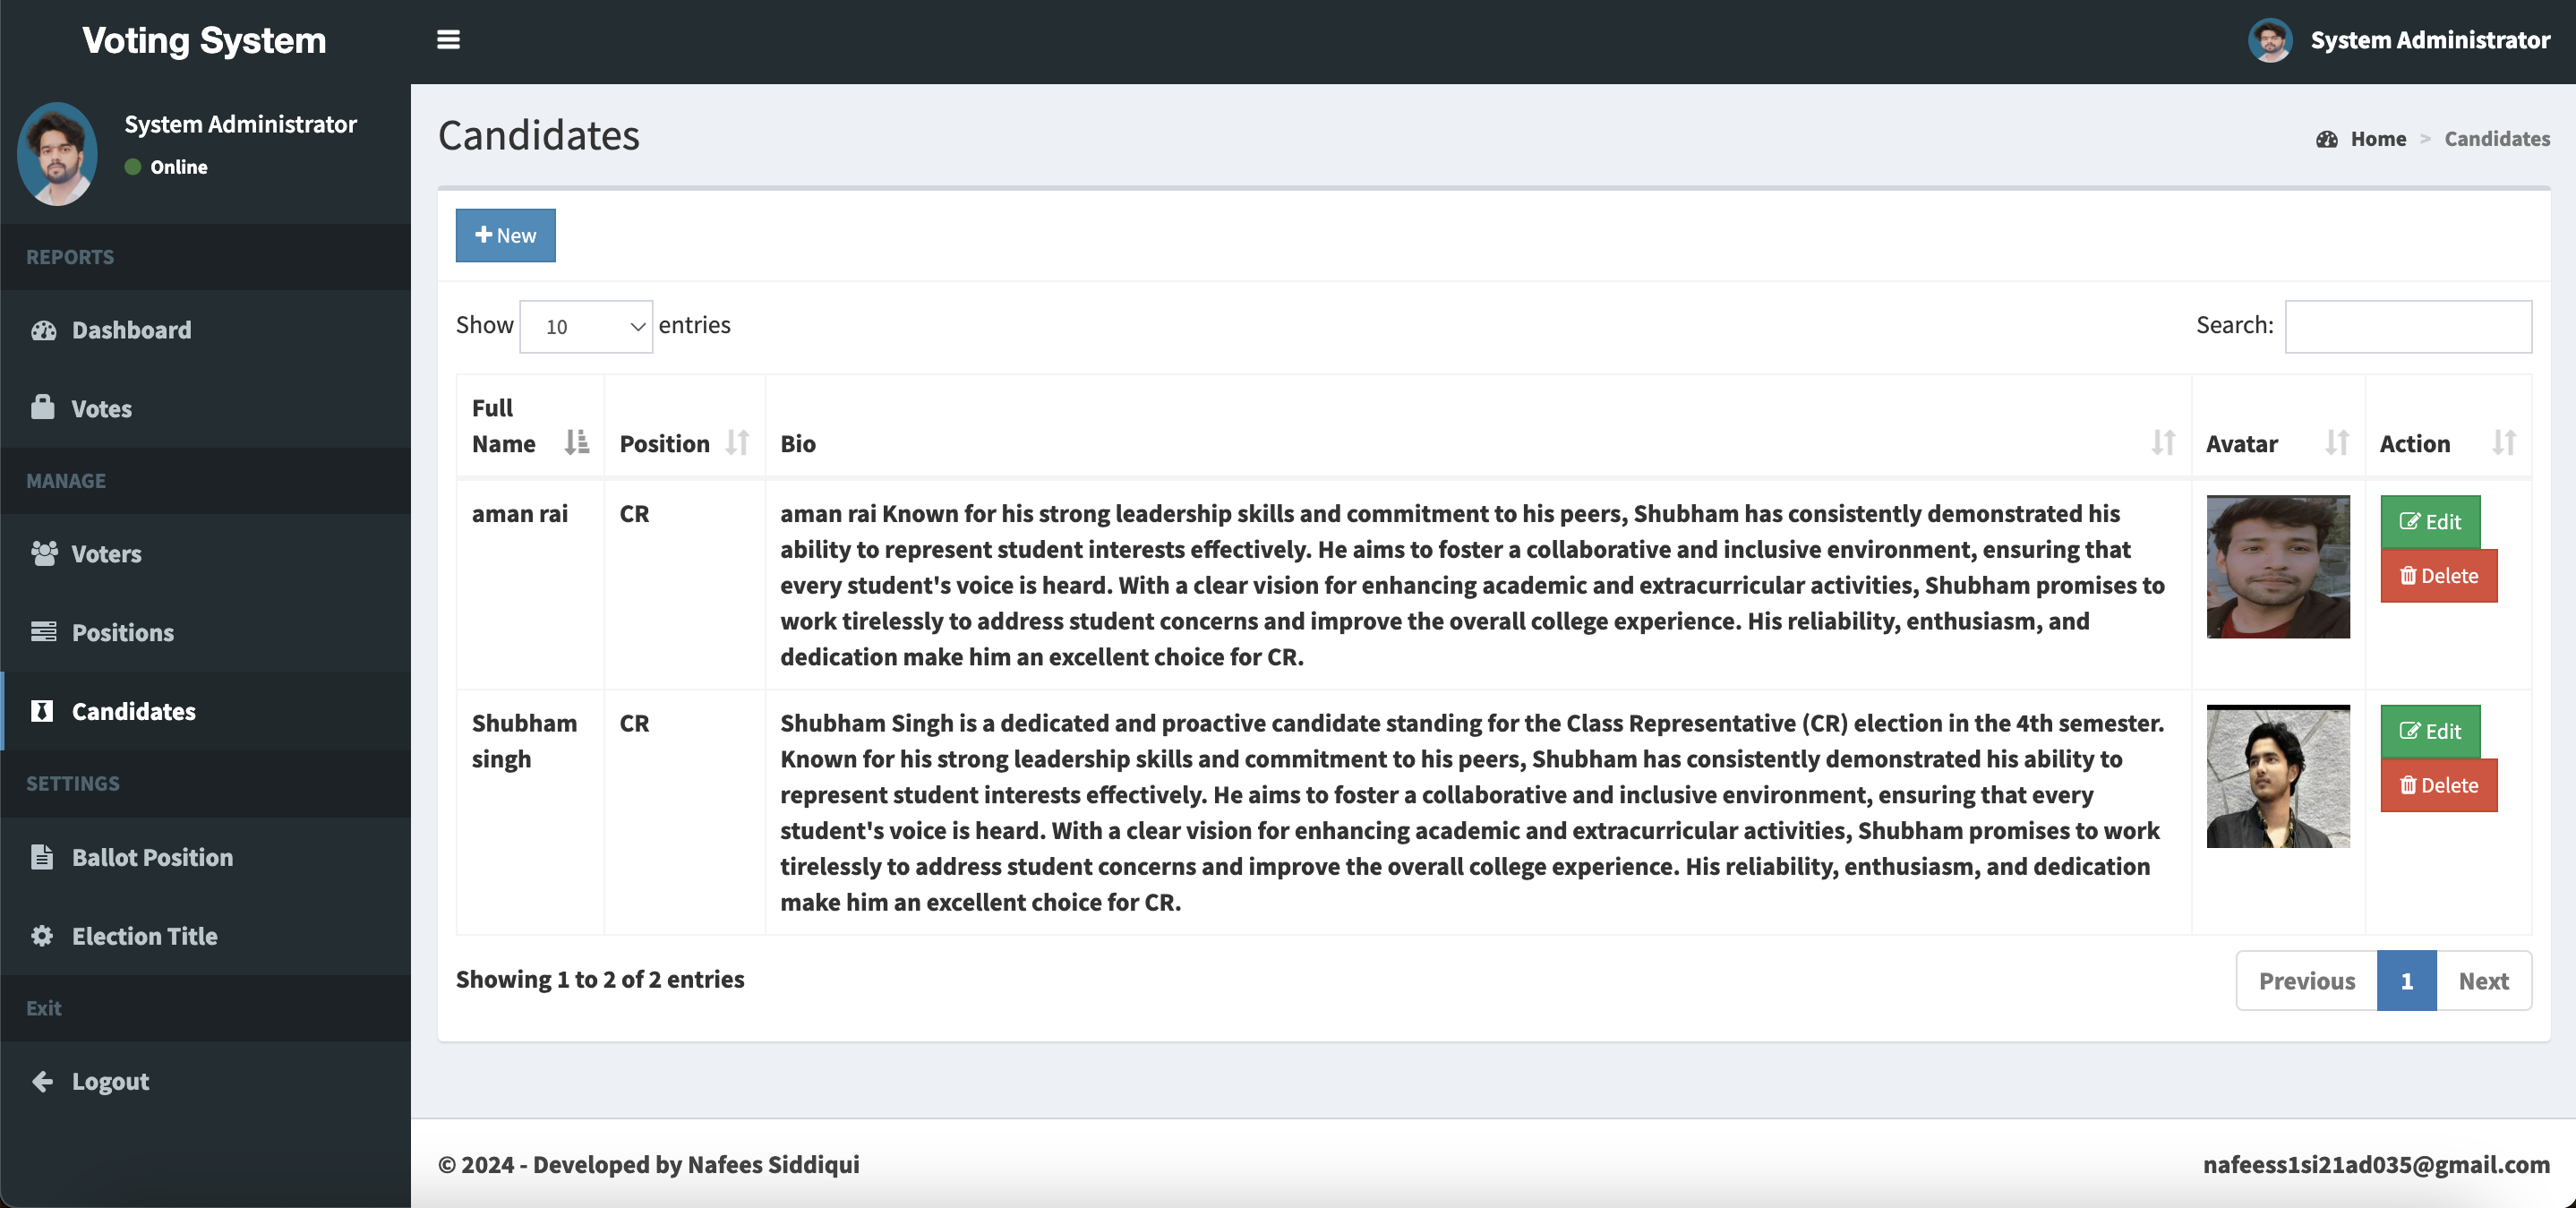 Voting System
System Administrator
System Administrator
Online
REPORTS
Dashboard
Votes
MANAGE
Voters
Positions
Candidates
SETTINGS
Ballot Position
Election Title
Exit
Logout
Candidates
Home > Candidates
New
Show 10 entries
Search:
Full
Name
Position
Bio
Avatar
Action
aman rai
CR
aman rai Known for his strong leadership skills and commitment to his peers, Shubham has consistently demonstrated his
ability to represent student interests effectively. He aims to foster a collaborative and inclusive environment, ensuring that
every student's voice is heard. With a clear vision for enhancing academic and extracurricular activities, Shubham promises to
work tirelessly to address student concerns and improve the overall college experience. His reliability, enthusiasm, and
dedication make him an excellent choice for CR.
Edit
Delete
Shubham
singh
CR
Shubham Singh is a dedicated and proactive candidate standing for the Class Representative (CR) election in the 4th semester.
Known for his strong leadership skills and commitment to his peers, Shubham has consistently demonstrated his ability to
represent student interests effectively. He aims to foster a collaborative and inclusive environment, ensuring that every
student's voice is heard. With a clear vision for enhancing academic and extracurricular activities, Shubham promises to work
tirelessly to address student concerns and improve the overall college experience. His reliability, enthusiasm, and dedication
make him an excellent choice for CR.
Edit
Delete
Showing 1 to 2 of 2 entries
Previous 1 Next
© 2024 - Developed by Nafees Siddiqui
nafeess1si21ad035@gmail.com